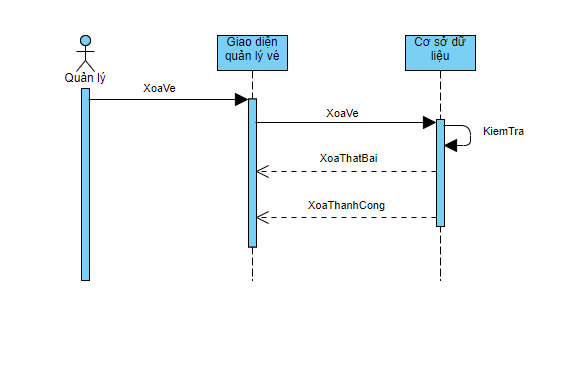 Giao diện
quản lý vé
Cơ sở dữ
liệu
Quản lý
XoaVe
XoaVe
KiemTra
XoaThatBai
XoaThanhCong